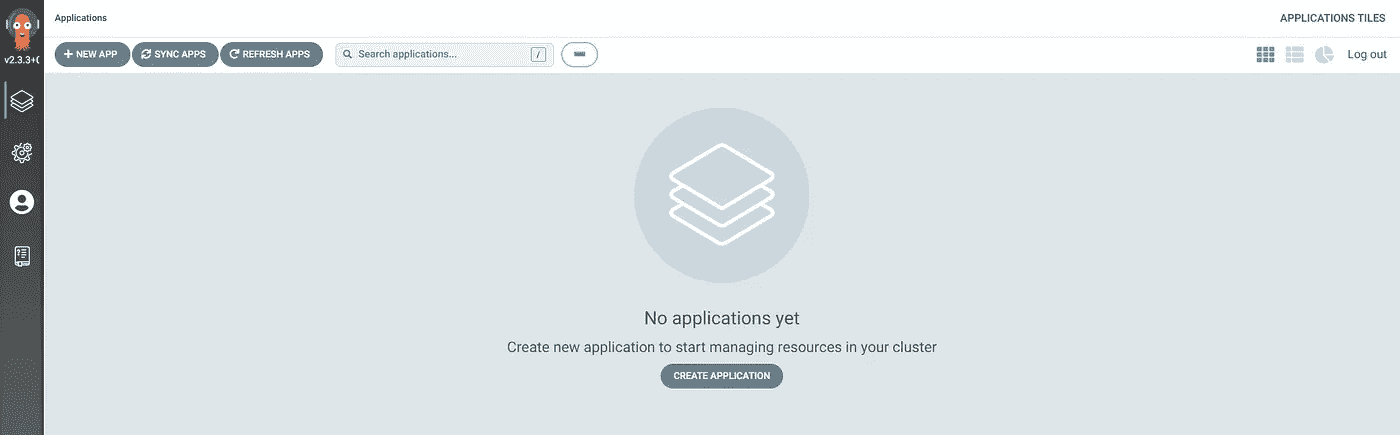 Applications
APPLICATIONS TILES
NEW APP
SYNC APPS
REFRESH APPS
Search applications...
/
Log out
v2.3.3+(
No applications yet
Create new application to start managing resources in your cluster
CREATE APPLICATION